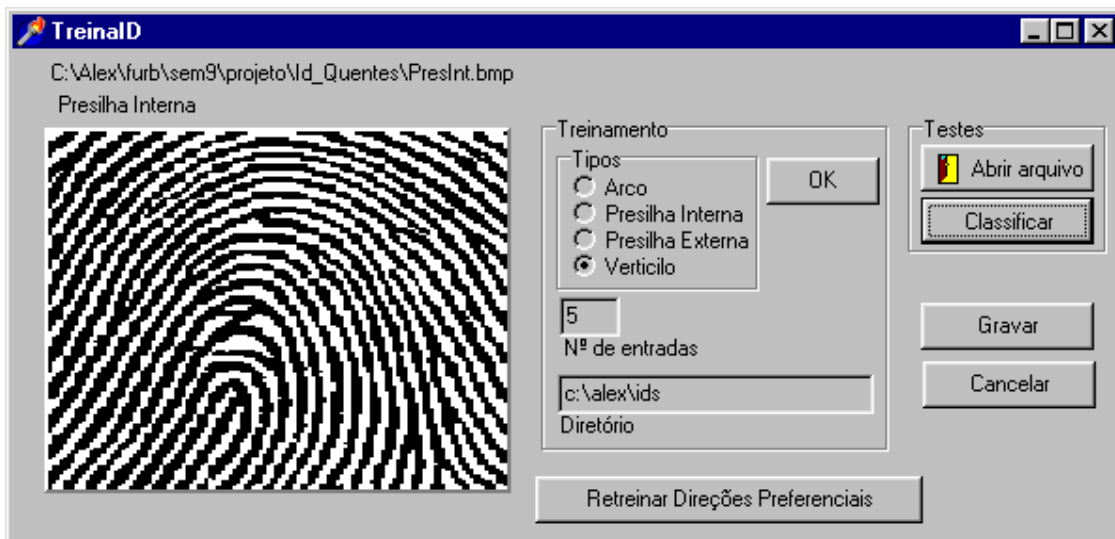 TreinaID
C:\Alex\furb\sem9\projeto\Id_Quentes\PresInt.bmp
Presilha Interna
Treinamento
Tipos
Arco
Presilha Interna
Presilha Externa
Verticilo
OK
5
Nº de entradas
c:\alex\ids
Diretório
Retreinar Direções Preferenciais
Testes
Abrir arquivo
Classificar
Gravar
Cancelar